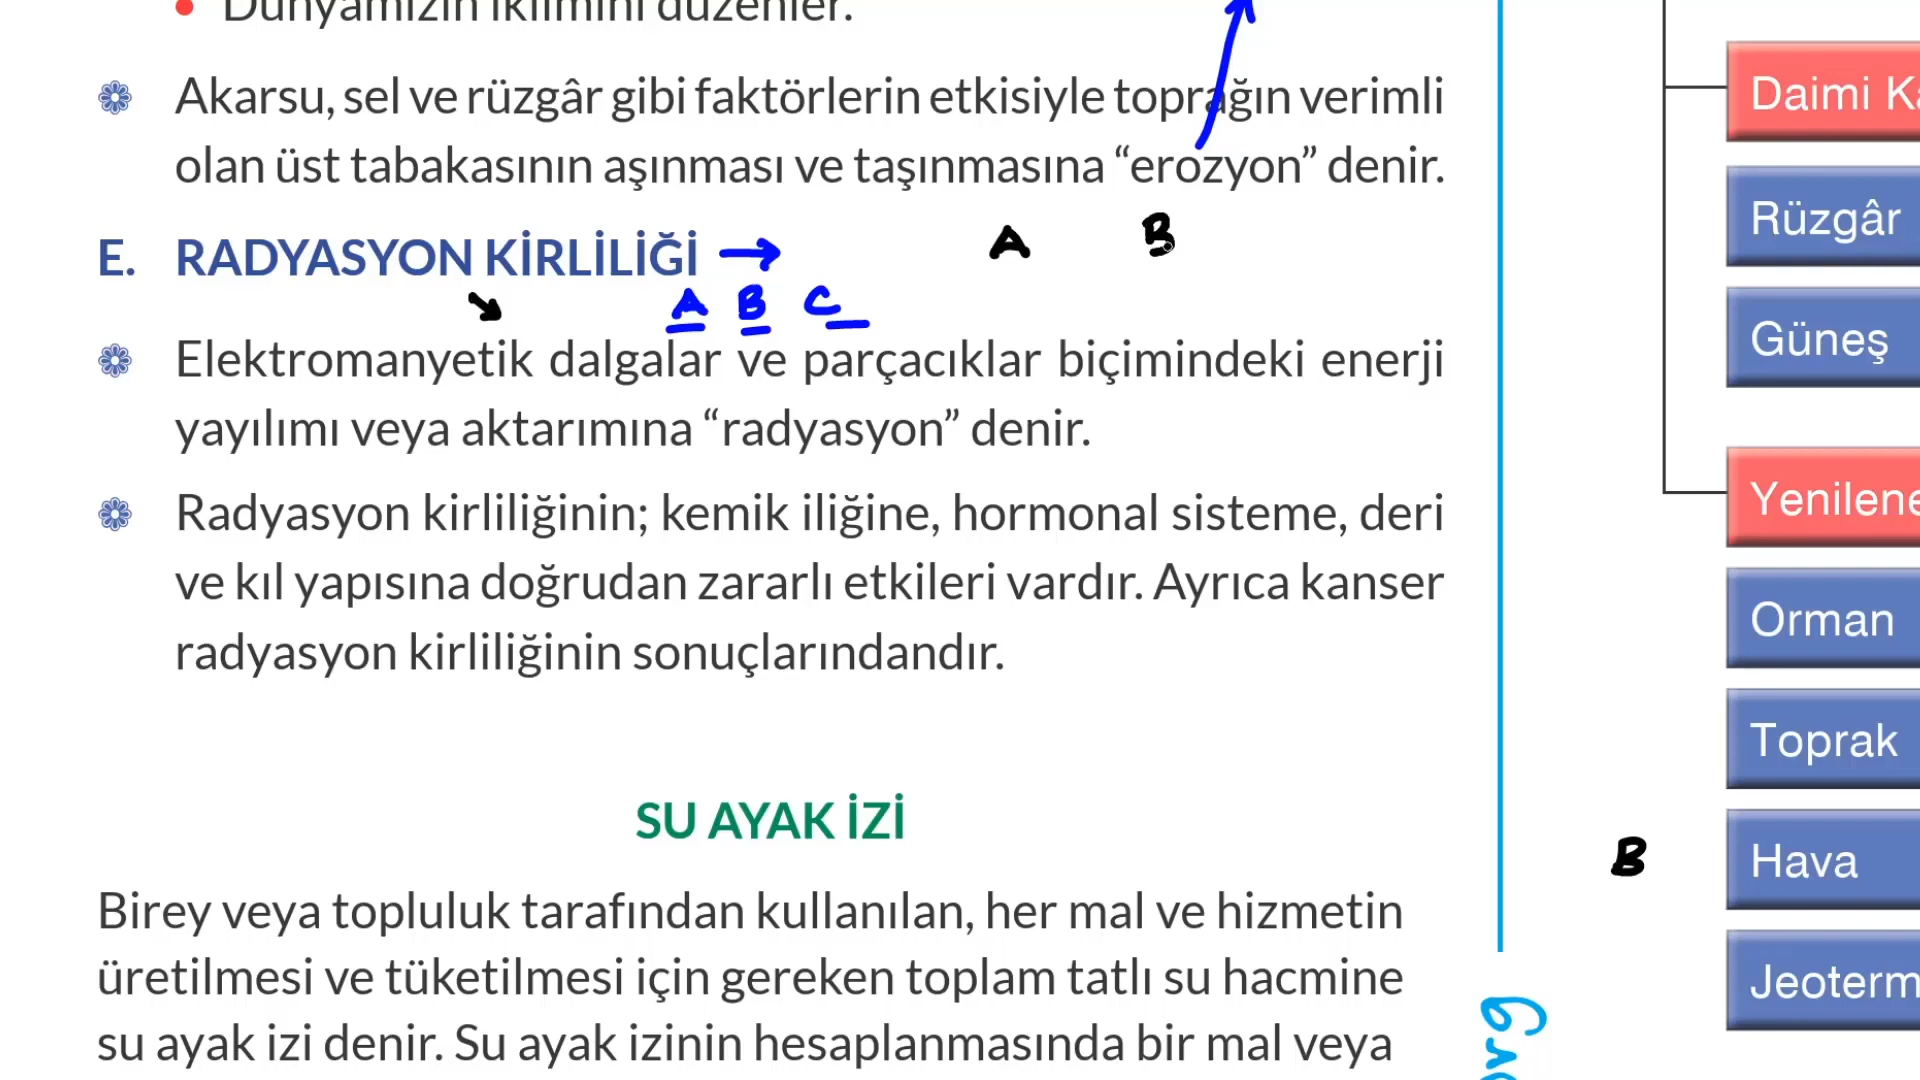 Dünyamızın iklimini düzenler.
Akarsu, sel ve rüzgâr gibi faktörlerin etkisiyle toprağın verimli
olan üst tabakasının aşınması ve taşınmasına “erozyon” denir.
A B
E. RADYASYON KİRLİLİĞİ →
A B C
Elektromanyetik dalgalar ve parçacıklar biçimindeki enerji
yayılımı veya aktarımına “radyasyon” denir.
Radyasyon kirliliğinin; kemik iliğine, hormonal sisteme, deri
ve kıl yapısına doğrudan zararlı etkileri vardır. Ayrıca kanser
radyasyon kirliliğinin sonuçlarındandır.
SU AYAK İZİ
Birey veya topluluk tarafından kullanılan, her mal ve hizmetin
üretilmesi ve tüketilmesi için gereken toplam tatlı su hacmine
su ayak izi denir. Su ayak izinin hesaplanmasında bir mal veya
Daimi
Rüzgâr
Güneş
Orman
Toprak
B
Hava